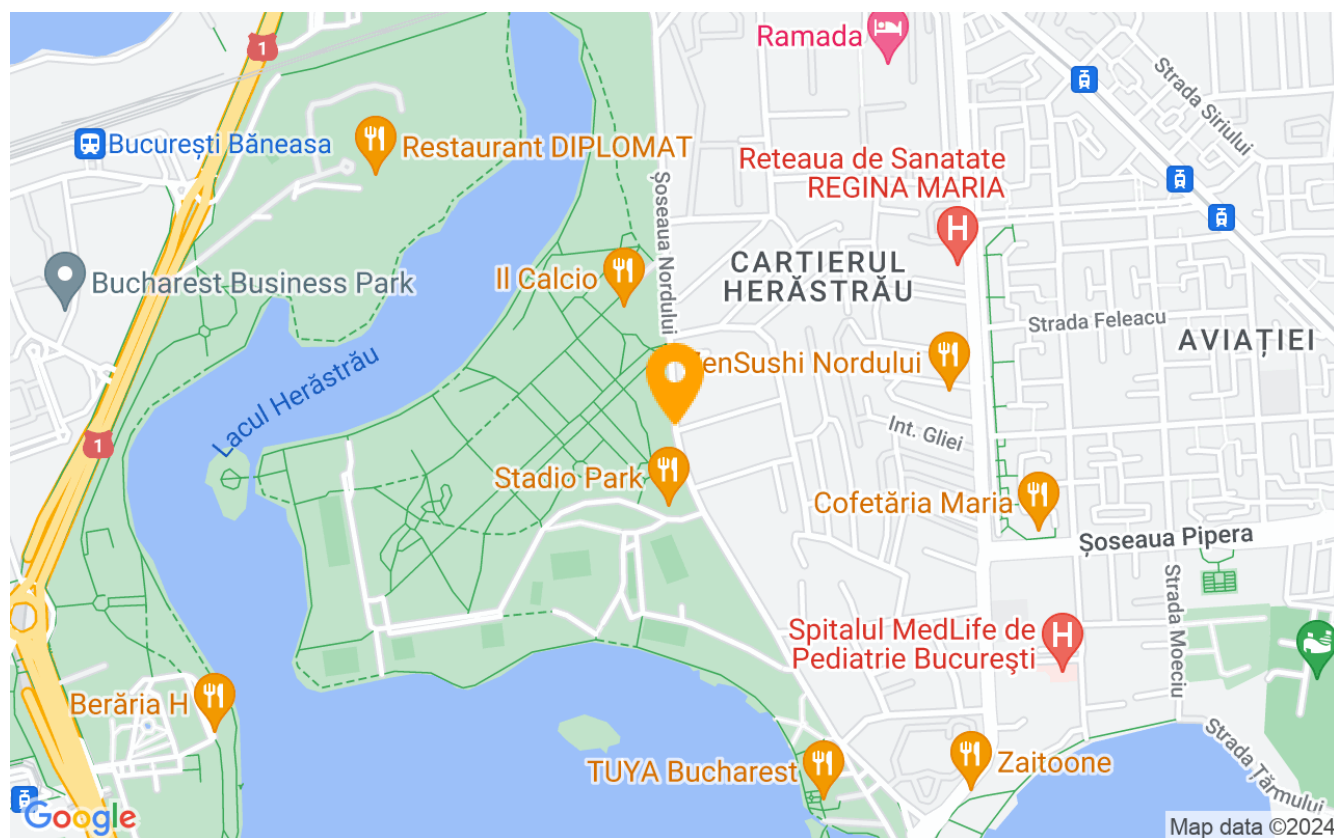 Ramada
1
Strada Siriului
București Băneasa
Restaurant DIPLOMAT
Reteaua de Sanatate
REGINA MARIA
H
Șoseaua Nordului
Il Calcio
CARTIERUL
HERĂSTRĂU
Bucharest Business Park
Strada Feleacu
AVIAȚIEI
enSushi Nordului
Lacul Herăstrău
1
Int. Gliei
Stadio Park
Cofetăria Maria
Șoseaua Pipera
Strada Moeciu
Spitalul MedLife de
Pediatrie Bucureşti
H
Berăria H
TUYA Bucharest
Zaitoone
Strada Țărmului
Google
Map data ©2024